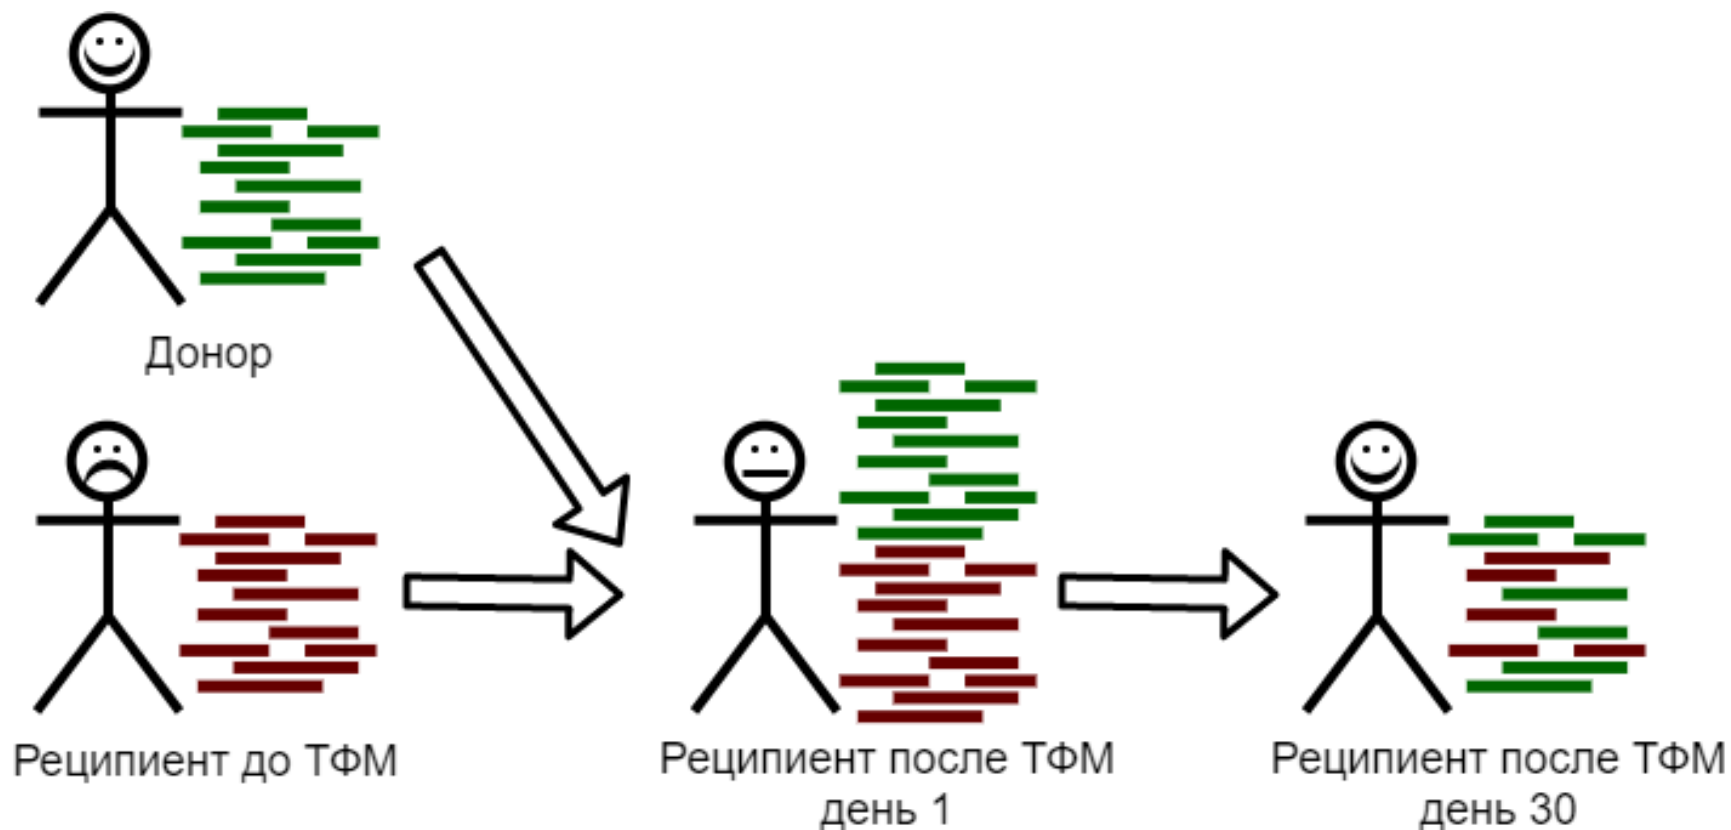 Донор
Реципиент до ТФМ
Реципиент после ТФМ
день 1
Реципиент после ТФМ
день 30